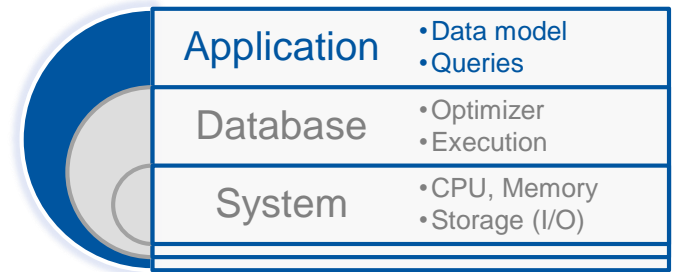 Application
•Data model
•Queries
Database
•Optimizer
•Execution
System
•CPU, Memory
•Storage (I/O)